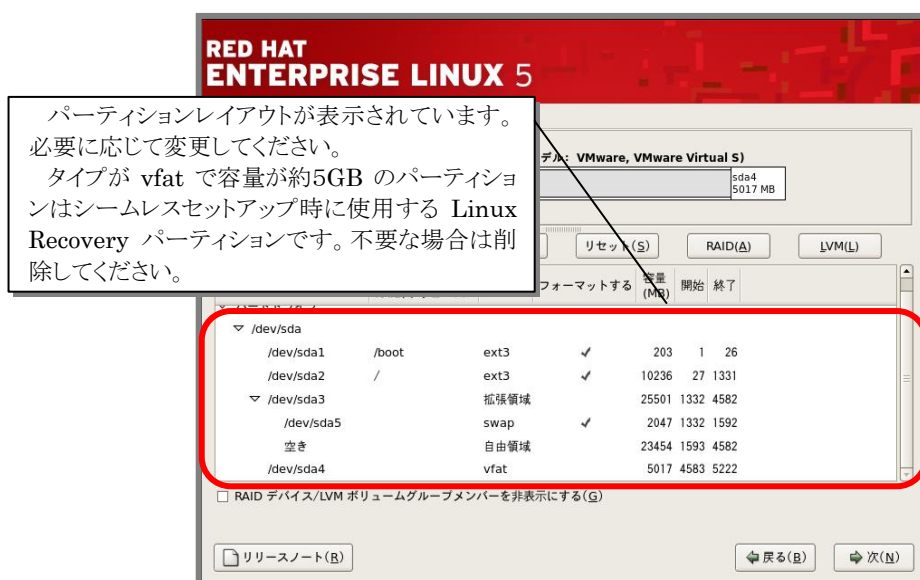 RED HAT
ENTERPRISE LINUX 5
パーティションレイアウトが表示されています。
必要に応じて変更してください。
タイプが vfat で容量が約5GB のパーティショ
ンはシームレスセットアップ時に使用する Linux
Recovery パーティションです。不要な場合は削
除してください。
デル: VMware, VMware Virtual S)
sda4
5017 MB
リセット(S) RAID(A) LVM(L)
フォーマットする 容量(MB) 開始 終了
/dev/sda
/dev/sda1 /boot ext3 ✓ 203 1 26
/dev/sda2 / ext3 ✓ 10236 27 1331
/dev/sda3 拡張領域 25501 1332 4582
/dev/sda5 swap ✓ 2047 1332 1592
空き 自由領域 23454 1593 4582
/dev/sda4 vfat 5017 4583 5222
RAID デバイス/LVM ボリュームグループメンバーを非表示にする(G)
リリースノート(R) 戻る(B) 次(N)